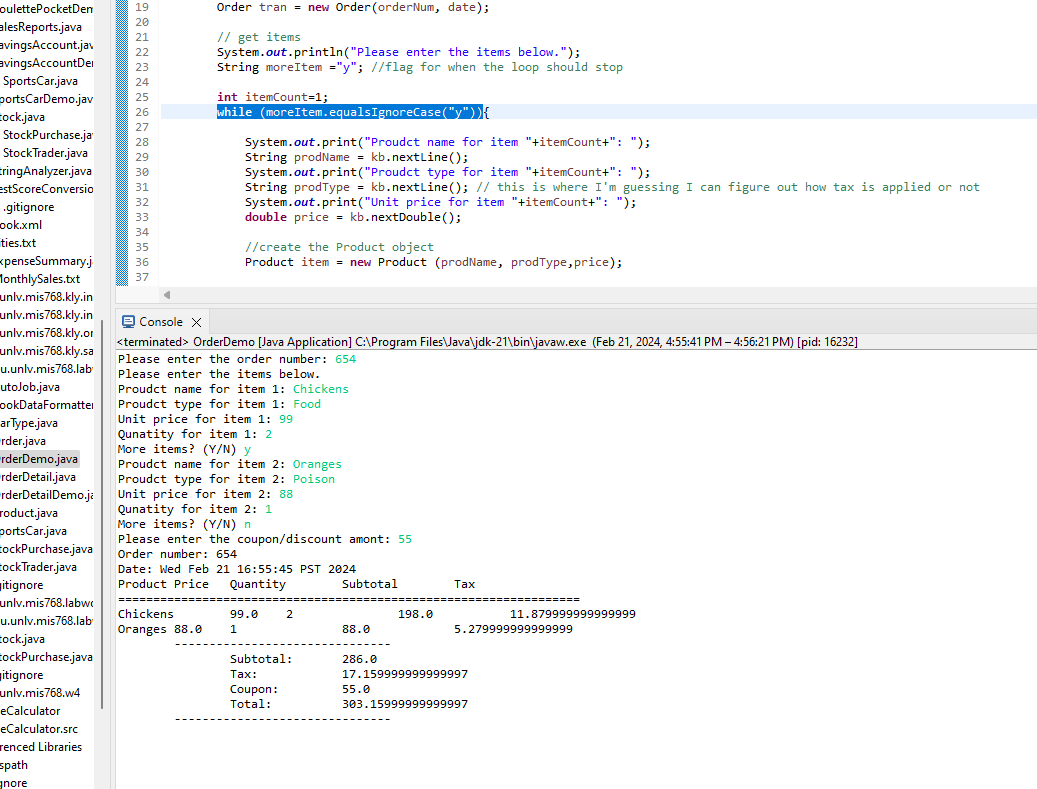 oulettePocketDem
alesReports.java
avingsAccount.jav
avingsAccountDer
SportsCar.java
portsCarDemo.jav
tock.java
StockPurchase.jav
StockTrader.java
tringAnalyzer.java
estScoreConversio
.gitignore
ook.xml
ities.txt
xpenseSummary.j
MonthlySales.txt
unlv.mis768.kly.in
unlv.mis768.kly.in
unlv.mis768.kly.or
unlv.mis768.kly.sa
u.unlv.mis768.lab
utoJob.java
ookDataFormatter
arType.java
rder.java
rderDemo.java
rderDetail.java
rderDetailDemo.ja
roduct.java
portsCar.java
tockPurchase.java
tockTrader.java
gitignore
unlv.mis768.labwo
u.unlv.mis768.lab
tock.java
tockPurchase.java
gitignore
unlv.mis768.w4
eCalculator
eCalculator.src
renced Libraries
spath
gnore
19 Order tran = new Order(orderNum, date);
20
21 // get items
22 System.out.println("Please enter the items below.");
23 String moreItem ="y"; //flag for when the loop should stop
24
25 int itemCount=1;
26 while (moreItem.equalsIgnoreCase("y")){
27
28 System.out.print("Proudct name for item "+itemCount+": ");
29 String prodName = kb.nextLine();
30 System.out.print("Proudct type for item "+itemCount+": ");
31 String prodType = kb.nextLine(); // this is where I'm guessing I can figure out how tax is applied or not
32 System.out.print("Unit price for item "+itemCount+": ");
33 double price = kb.nextDouble();
34
35 //create the Product object
36 Product item = new Product (prodName, prodType,price);
37
Console
<terminated> OrderDemo [Java Application] C:\Program Files\Java\jdk-21\bin\javaw.exe (Feb 21, 2024, 4:55:41 PM – 4:56:21 PM) [pid: 16232]
Please enter the order number: 654
Please enter the items below.
Proudct name for item 1: Chickens
Proudct type for item 1: Food
Unit price for item 1: 99
Qunatity for item 1: 2
More items? (Y/N) y
Proudct name for item 2: Oranges
Proudct type for item 2: Poison
Unit price for item 2: 88
Qunatity for item 2: 1
More items? (Y/N) n
Please enter the coupon/discount amont: 55
Order number: 654
Date: Wed Feb 21 16:55:45 PST 2024
Product Price Quantity Subtotal Tax
==================================================================
Chickens 99.0 2 198.0 11.879999999999999
Oranges 88.0 1 88.0 5.279999999999999
-------------------------------
Subtotal: 286.0
Tax: 17.159999999999997
Coupon: 55.0
Total: 303.15999999999997
-------------------------------